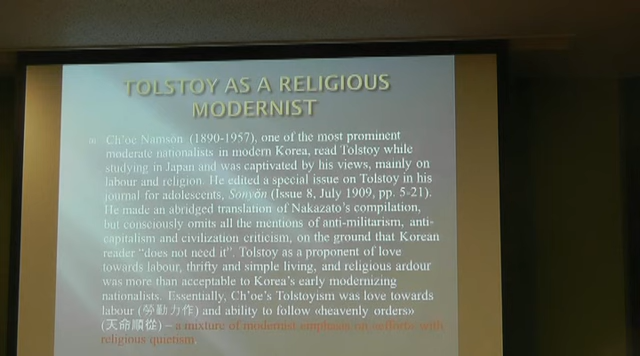 TOLSTOY AS A RELIGIOUS
MODERNIST
Ch'oe Namsŏn (1890-1957), one of the most prominent
moderate nationalists in modern Korea, read Tolstoy while
studying in Japan and was captivated by his views, mainly on
labour and religion. He edited a special issue on Tolstoy in his
journal for adolescents, Sonyŏn (Issue 8, July 1909, pp. 5-21).
He made an abridged translation of Nakazato's compilation,
but consciously omits all the mentions of anti-militarism, anti-
capitalism and civilization criticism, on the ground that Korean
reader "does not need it". Tolstoy as a proponent of love
towards labour, thrifty and simple living, and religious ardour
was more than acceptable to Korea's early modernizing
nationalists. Essentially, Ch'oe's Tolstoyism was love towards
labour (勞勤力作) and ability to follow «heavenly orders»
(天命順從) – a mixture of modernist emphasis on «efforts» with
religious quietism.